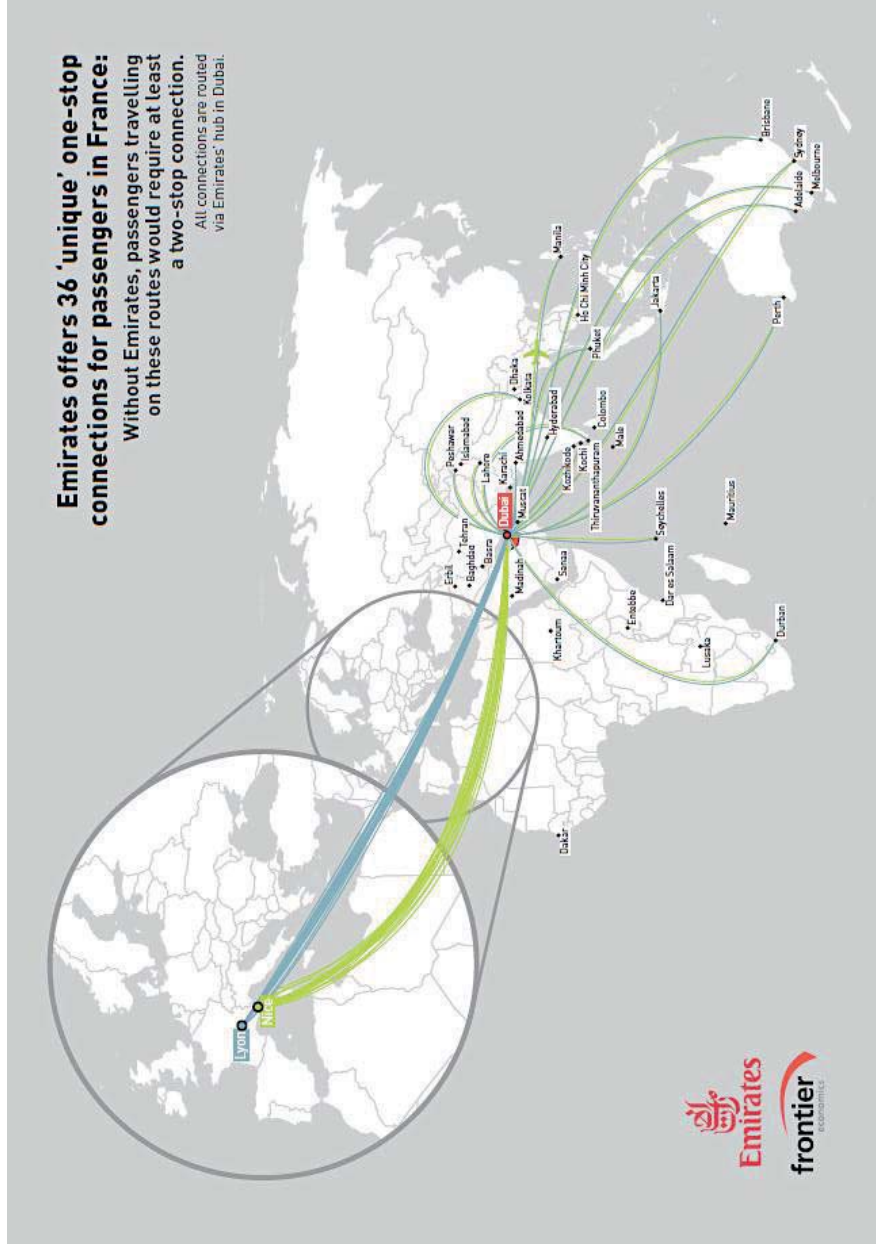 Emirates offers 36 ‘unique’ one-stop
connections for passengers in France:
Without Emirates, passengers travelling
on these routes would require at least
a two-stop connection.
All connections are routed
via Emirates’ hub in Dubai.
Lyon
Nice
Dubai
Erbil
Tehran
Baghdad
Basra
Peshawar
Islamabad
Lahore
Karachi
Muscat
Madinah
Ahmedabad
Dhaka
Kolkata
Hyderabad
Manila
Ho Chi Minh City
Phuket
Jakarta
Kozhikode
Kochi
Thiruvananthapuram
Colombo
Male
Sanaa
Khartoum
Entebbe
Dar es Salaam
Seychelles
Mauritius
Lusaka
Durban
Dakar
Perth
Adelaide
Melbourne
Sydney
Brisbane
Emirates
frontier
economics